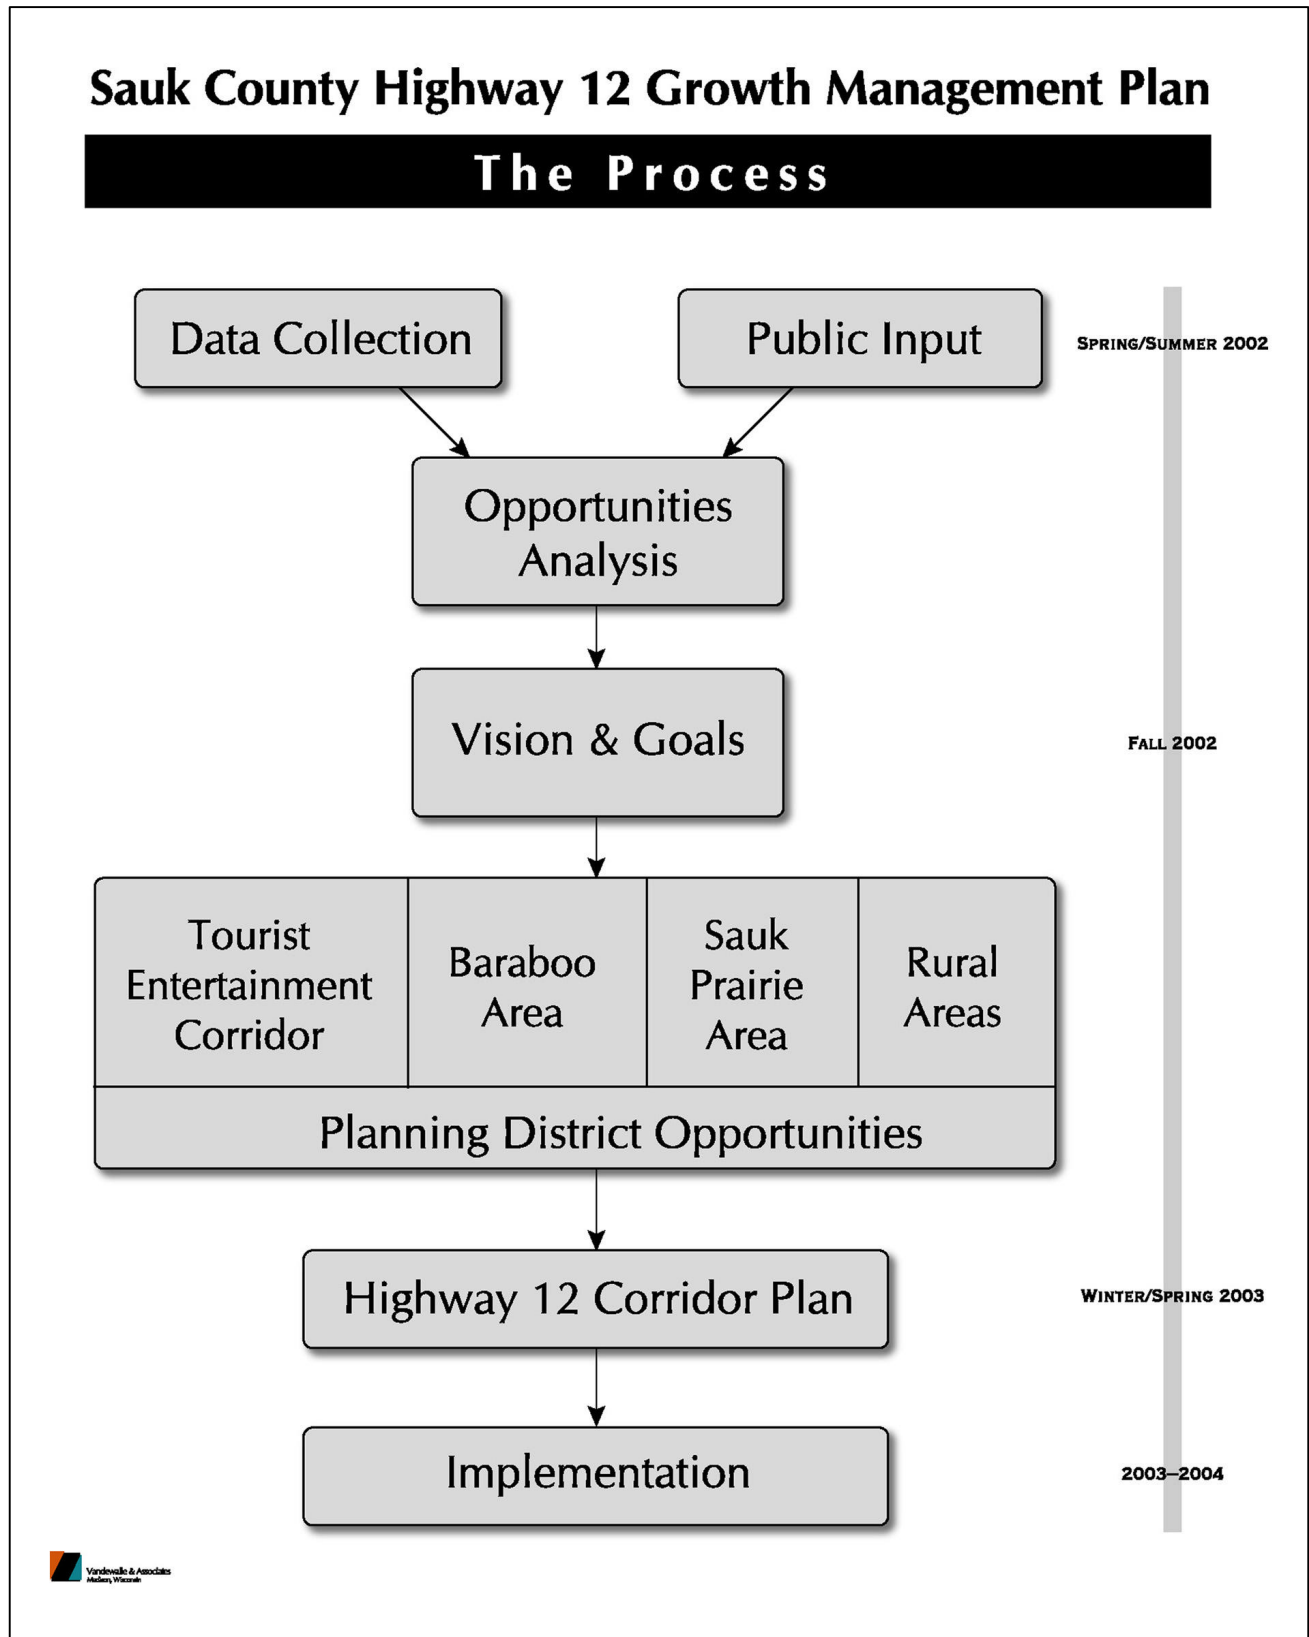 Sauk County Highway 12 Growth Management Plan
The Process
Data Collection
Public Input
SPRING/SUMMER 2002
Opportunities
Analysis
Vision & Goals
FALL 2002
Tourist
Entertainment
Corridor
Baraboo
Area
Sauk
Prairie
Area
Rural
Areas
Planning District Opportunities
Highway 12 Corridor Plan
WINTER/SPRING 2003
Implementation
2003–2004
Vandewalle & Associates
Madison, Wisconsin